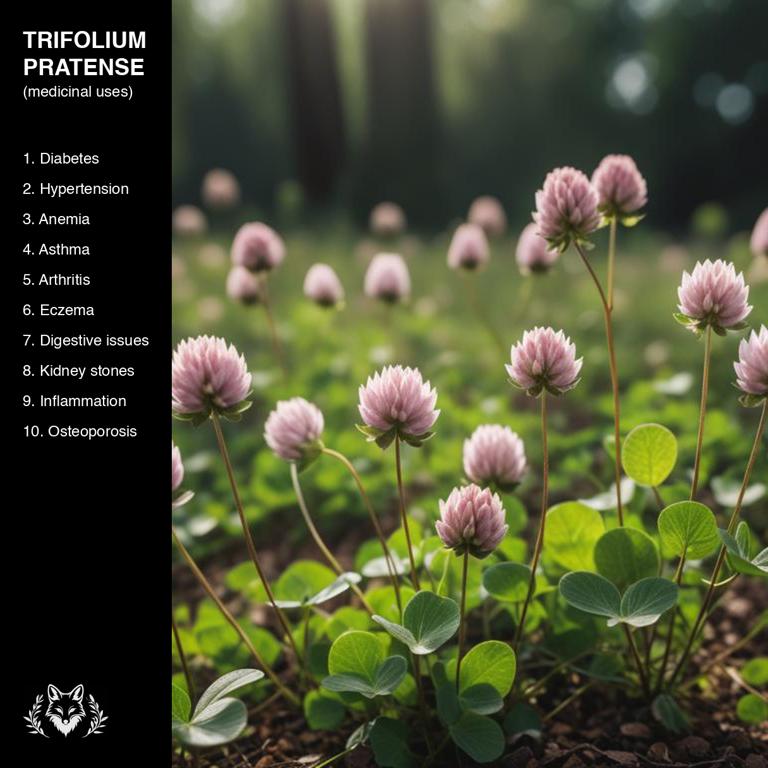 TRIFOLIUM
PRATENSE
(medicinal uses)
1. Diabetes
2. Hypertension
3. Anemia
4. Asthma
5. Arthritis
6. Eczema
7. Digestive issues
8. Kidney stones
9. Inflammation
10. Osteoporosis